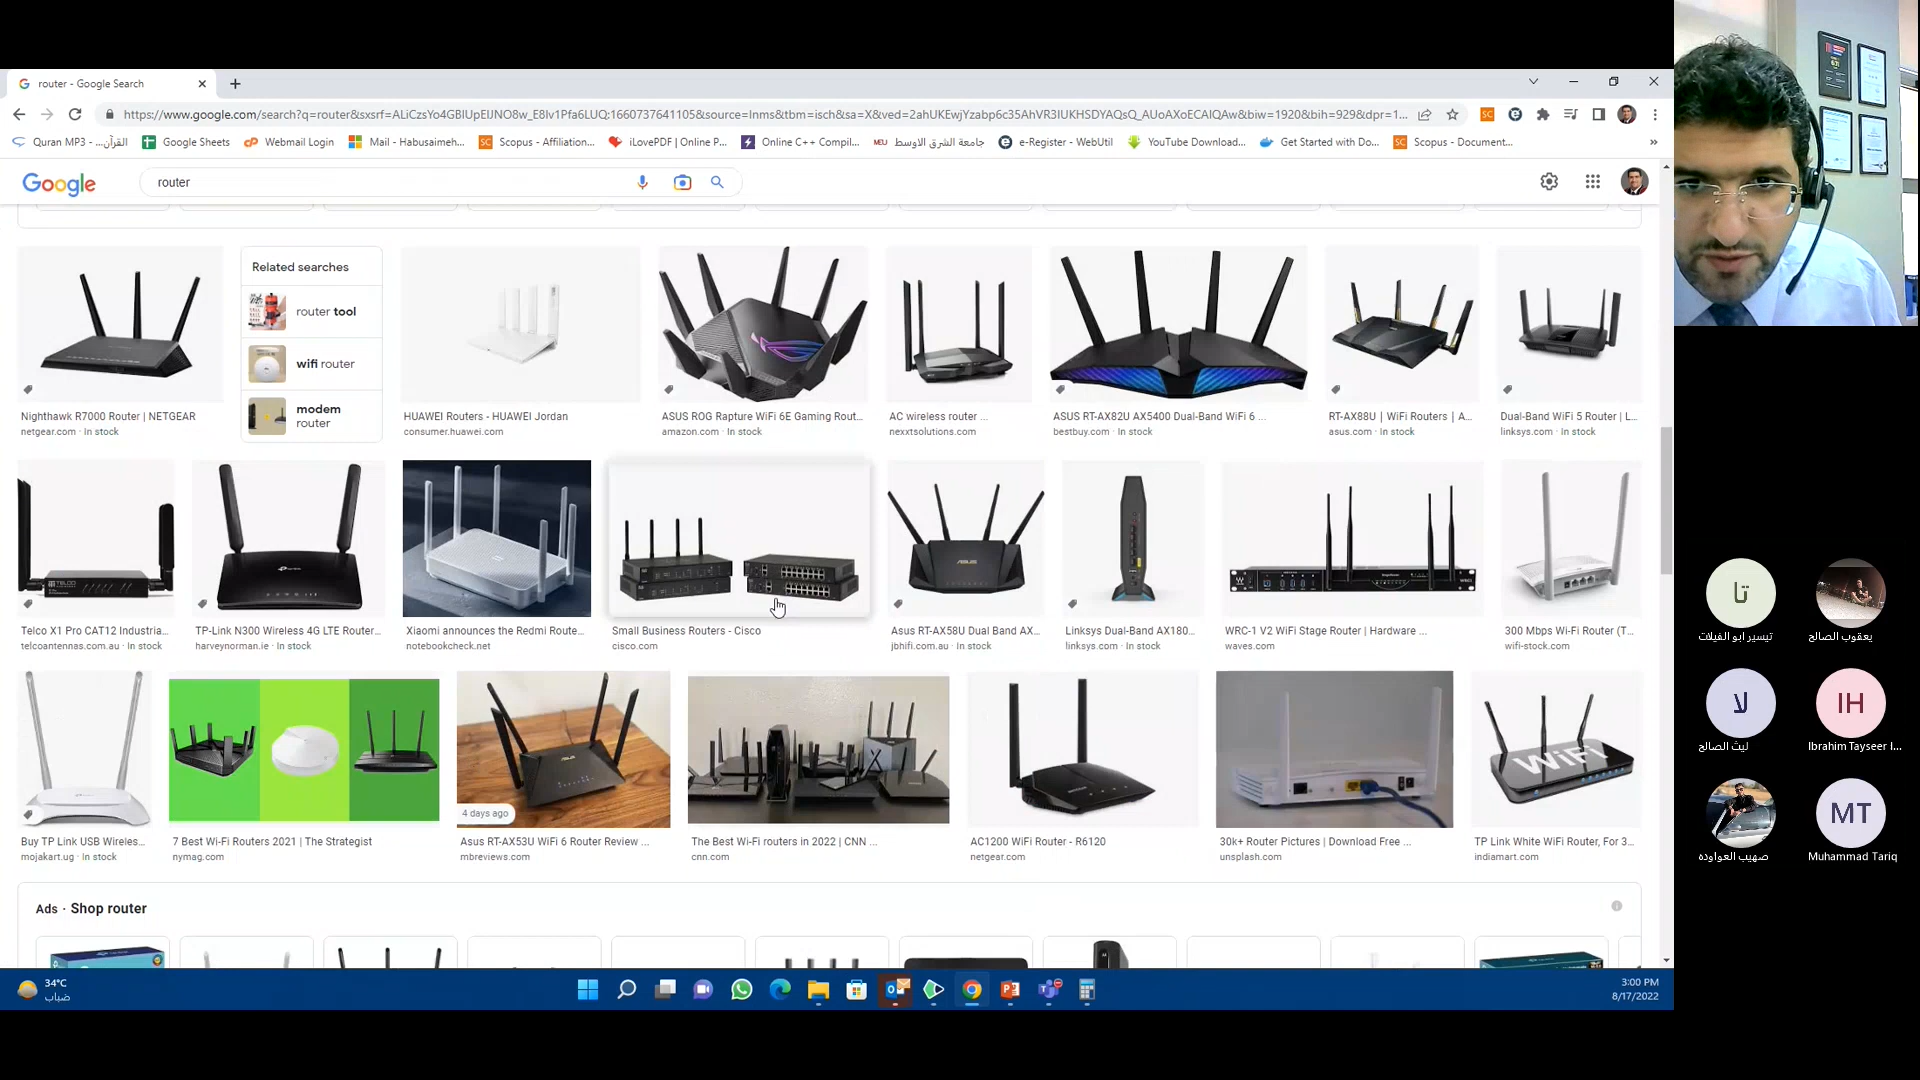 router - Google Search
https://www.google.com/search?q=router&sxsrf=ALiCzsYo4GBIUpEUNO8w_E8lv1Pfa6LUQ:1660737641105&source=lnms&tbm=isch&sa=X&ved=2ahUKEwjYzabp6c35AhVR3IUKHSDYAQsQ_AUoAXoECAIQAw&biw=1920&bih=929&dpr=1...
Quran MP3 - ...القرآن
Google Sheets
Webmail Login
Mail - Habusaimeh...
Scopus - Affiliation...
iLovePDF | Online P...
Online C++ Compil...
جامعة الشرق الاوسط
e-Register - WebUtil
YouTube Download...
Get Started with Do...
Scopus - Document...
Google
router
Related searches
router tool
wifi router
modem
router
Nighthawk R7000 Router | NETGEAR
netgear.com · In stock
HUAWEI Routers - HUAWEI Jordan
consumer.huawei.com
ASUS ROG Rapture WiFi 6E Gaming Rout...
amazon.com · In stock
AC wireless router ...
nexxtsolutions.com
ASUS RT-AX82U AX5400 Dual-Band WiFi 6 ...
bestbuy.com · In stock
RT-AX88U | WiFi Routers | A...
asus.com · In stock
Dual-Band WiFi 5 Router | L...
linksys.com · In stock
Telco X1 Pro CAT12 Industria...
telcoantennas.com.au · In stock
TP-Link N300 Wireless 4G LTE Router...
harveynorman.ie · In stock
Xiaomi announces the Redmi Route...
notebookcheck.net
Small Business Routers - Cisco
cisco.com
Asus RT-AX58U Dual Band AX...
jbhifi.com.au · In stock
Linksys Dual-Band AX180...
linksys.com · In stock
WRC-1 V2 WiFi Stage Router | Hardware ...
waves.com
300 Mbps Wi-Fi Router (T...
wifi-stock.com
4 days ago
WiFi
Buy TP Link USB Wireles...
mojakart.ug · In stock
7 Best Wi-Fi Routers 2021 | The Strategist
nymag.com
Asus RT-AX53U WiFi 6 Router Review ...
mbreviews.com
The Best Wi-Fi routers in 2022 | CNN ...
cnn.com
AC1200 WiFi Router - R6120
netgear.com
30k+ Router Pictures | Download Free ...
unsplash.com
TP Link White WiFi Router, For 3...
indiamart.com
Ads · Shop router
34°C
ضباب
3:00 PM
8/17/2022
تا
تيسير ابو الفيلات
يعقوب الصالح
لا
ليث الصالح
IH
Ibrahim Tayseer I...
صهيب العواوده
MT
Muhammad Tariq